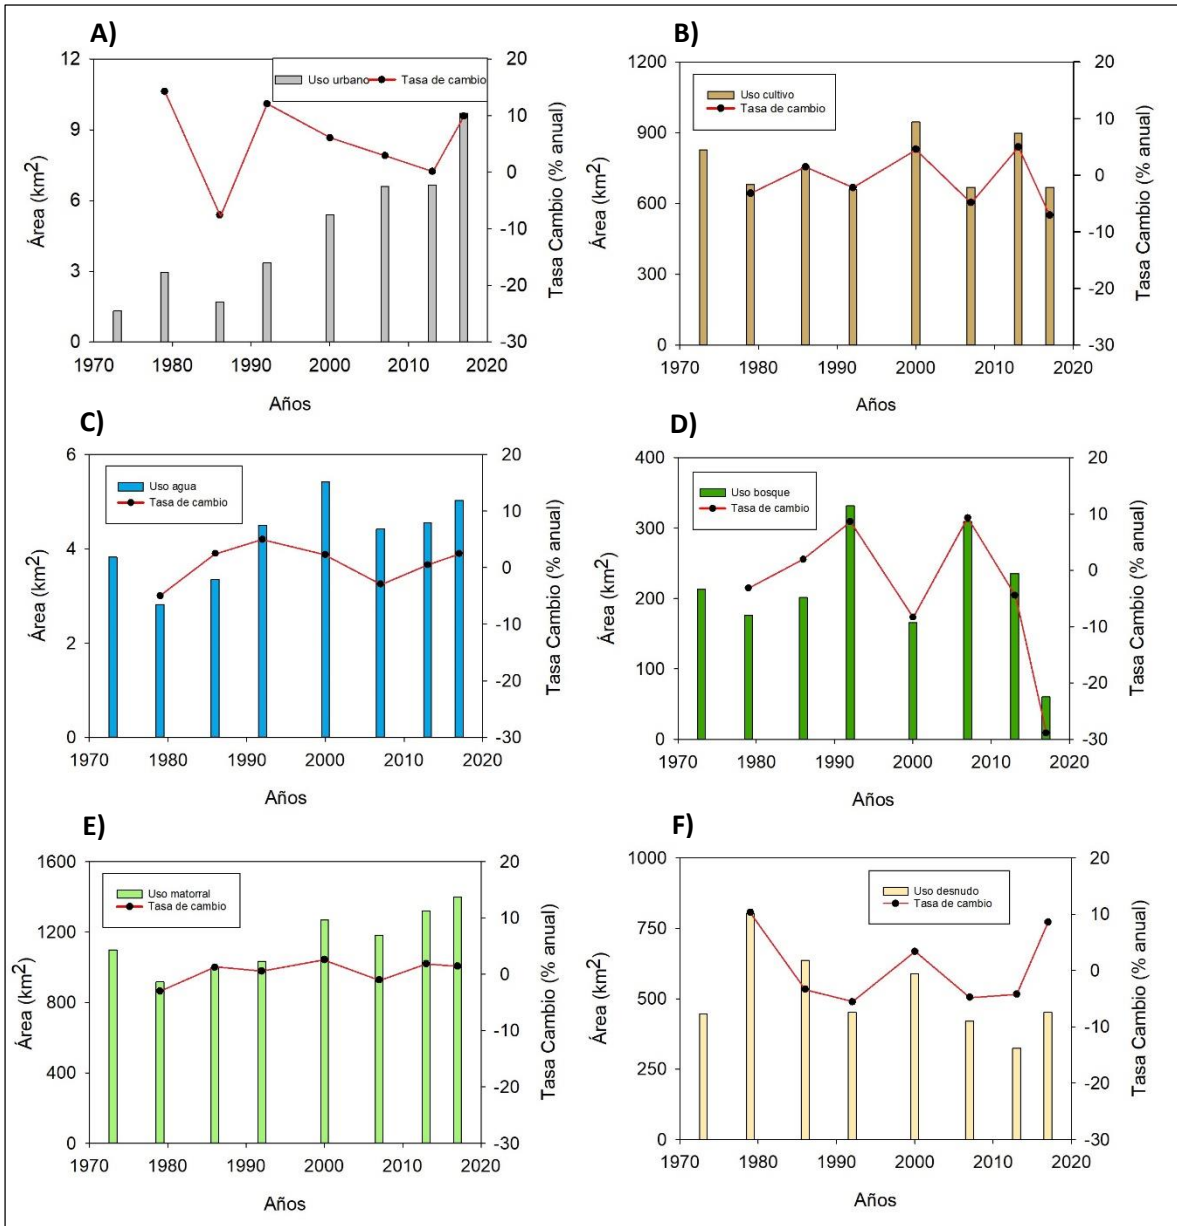 A)
Uso urbano
Tasa de cambio
Área (km²)
12
9
6
3
0
Tasa Cambio (% anual)
20
10
0
-10
-20
-30
1970 1980 1990 2000 2010 2020
Años
B)
Uso cultivo
Tasa de cambio
Área (km²)
1200
900
600
300
0
Tasa Cambio (% anual)
20
10
0
-10
-20
-30
1970 1980 1990 2000 2010 2020
Años
C)
Uso agua
Tasa de cambio
Área (km²)
6
4
2
0
Tasa Cambio (% anual)
20
10
0
-10
-20
-30
1970 1980 1990 2000 2010 2020
Años
D)
Uso bosque
Tasa de cambio
Área (km²)
400
300
200
100
0
Tasa Cambio (% anual)
20
10
0
-10
-20
-30
1970 1980 1990 2000 2010 2020
Años
E)
Uso matorral
Tasa de cambio
Área (km²)
1600
1200
800
400
0
Tasa Cambio (% anual)
20
10
0
-10
-20
-30
1970 1980 1990 2000 2010 2020
Años
F)
Uso desnudo
Tasa de cambio
Área (km²)
1000
750
500
250
0
Tasa Cambio (% anual)
20
10
0
-10
-20
-30
1970 1980 1990 2000 2010 2020
Años